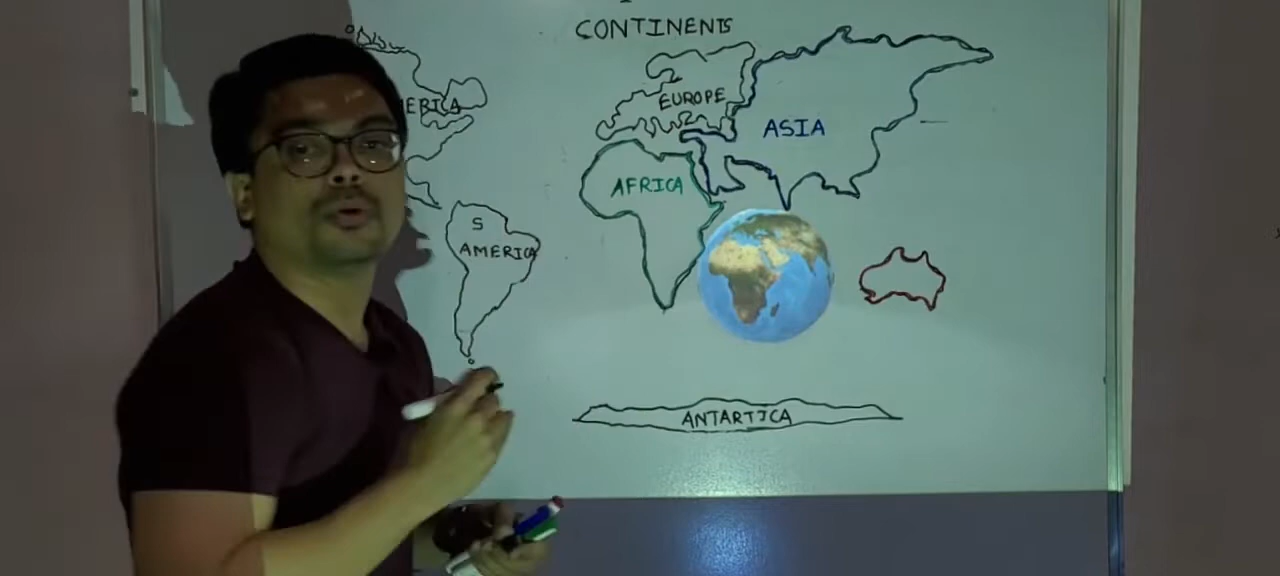 CONTINENTS
EUROPE
ASIA
AFRICA
S
AMERICA
ANTARTICA